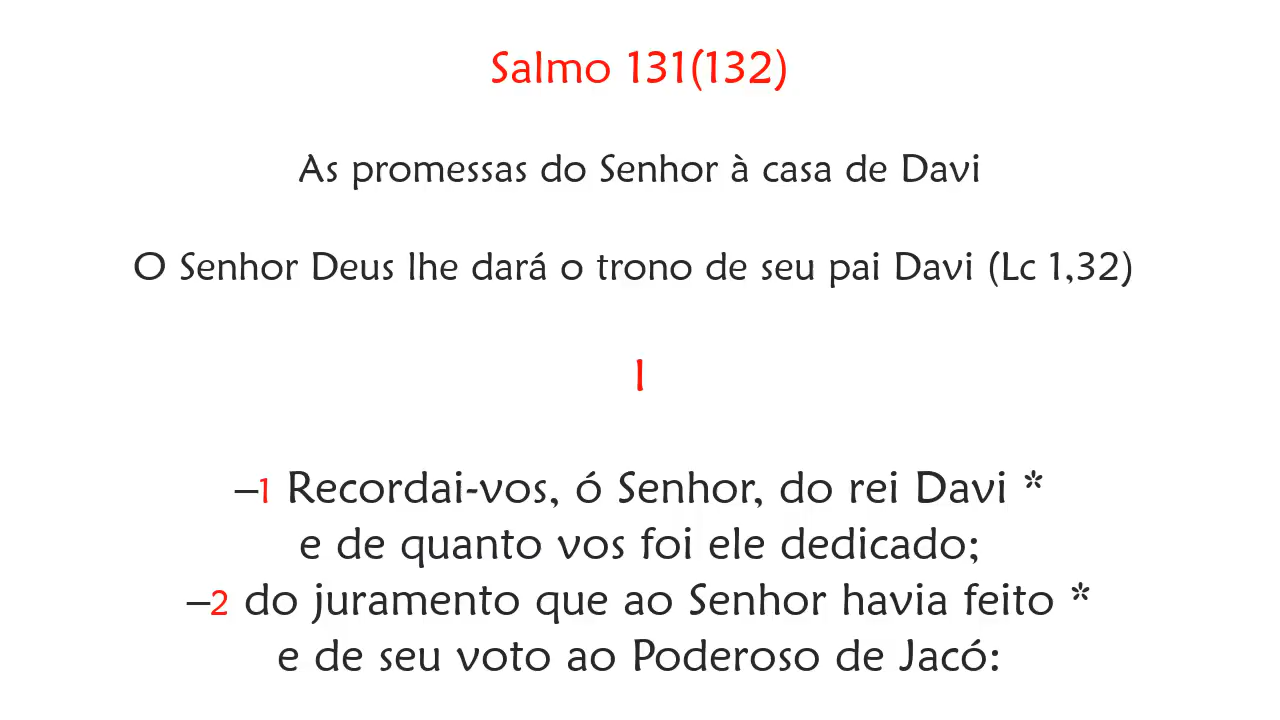 Salmo 131(132)
As promessas do Senhor à casa de Davi
O Senhor Deus lhe dará o trono de seu pai Davi (Lc 1,32)
I
–1 Recordai-vos, ó Senhor, do rei Davi *
e de quanto vos foi ele dedicado;
–2 do juramento que ao Senhor havia feito *
e de seu voto ao Poderoso de Jacó: